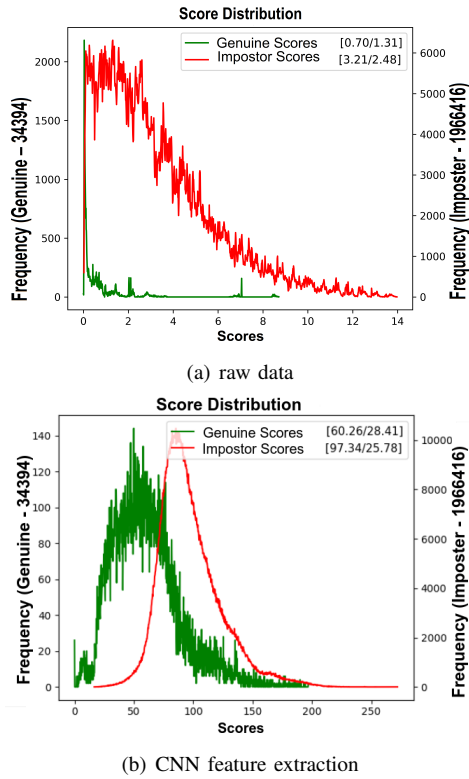 Score Distribution
Genuine Scores [0.70/1.31]
Impostor Scores [3.21/2.48]
Frequency (Genuine – 34394)
2000
1500
1000
500
0
6000
5000
4000
3000
2000
1000
0
Frequency (Imposter - 1966416)
0 2 4 6 8 10 12 14
Scores
(a) raw data
Score Distribution
Genuine Scores [60.26/28.41]
Impostor Scores [97.34/25.78]
Frequency (Genuine - 34394)
140
120
100
80
60
40
20
0
10000
8000
6000
4000
2000
0
Frequency (Imposter - 1966416)
0 50 100 150 200 250
Scores
(b) CNN feature extraction